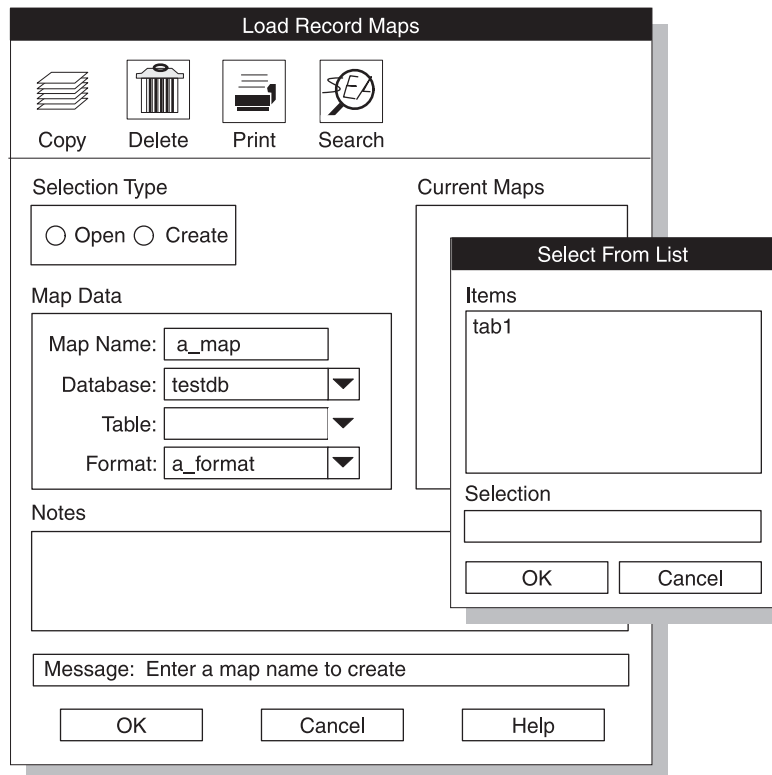 Load Record Maps
Copy Delete Print Search
Selection Type
Open Create
Map Data
Map Name: a_map
Database: testdb
Table:
Format: a_format
Current Maps
Select From List
Items
tab1
Selection
OK Cancel
Notes
Message: Enter a map name to create
OK Cancel Help